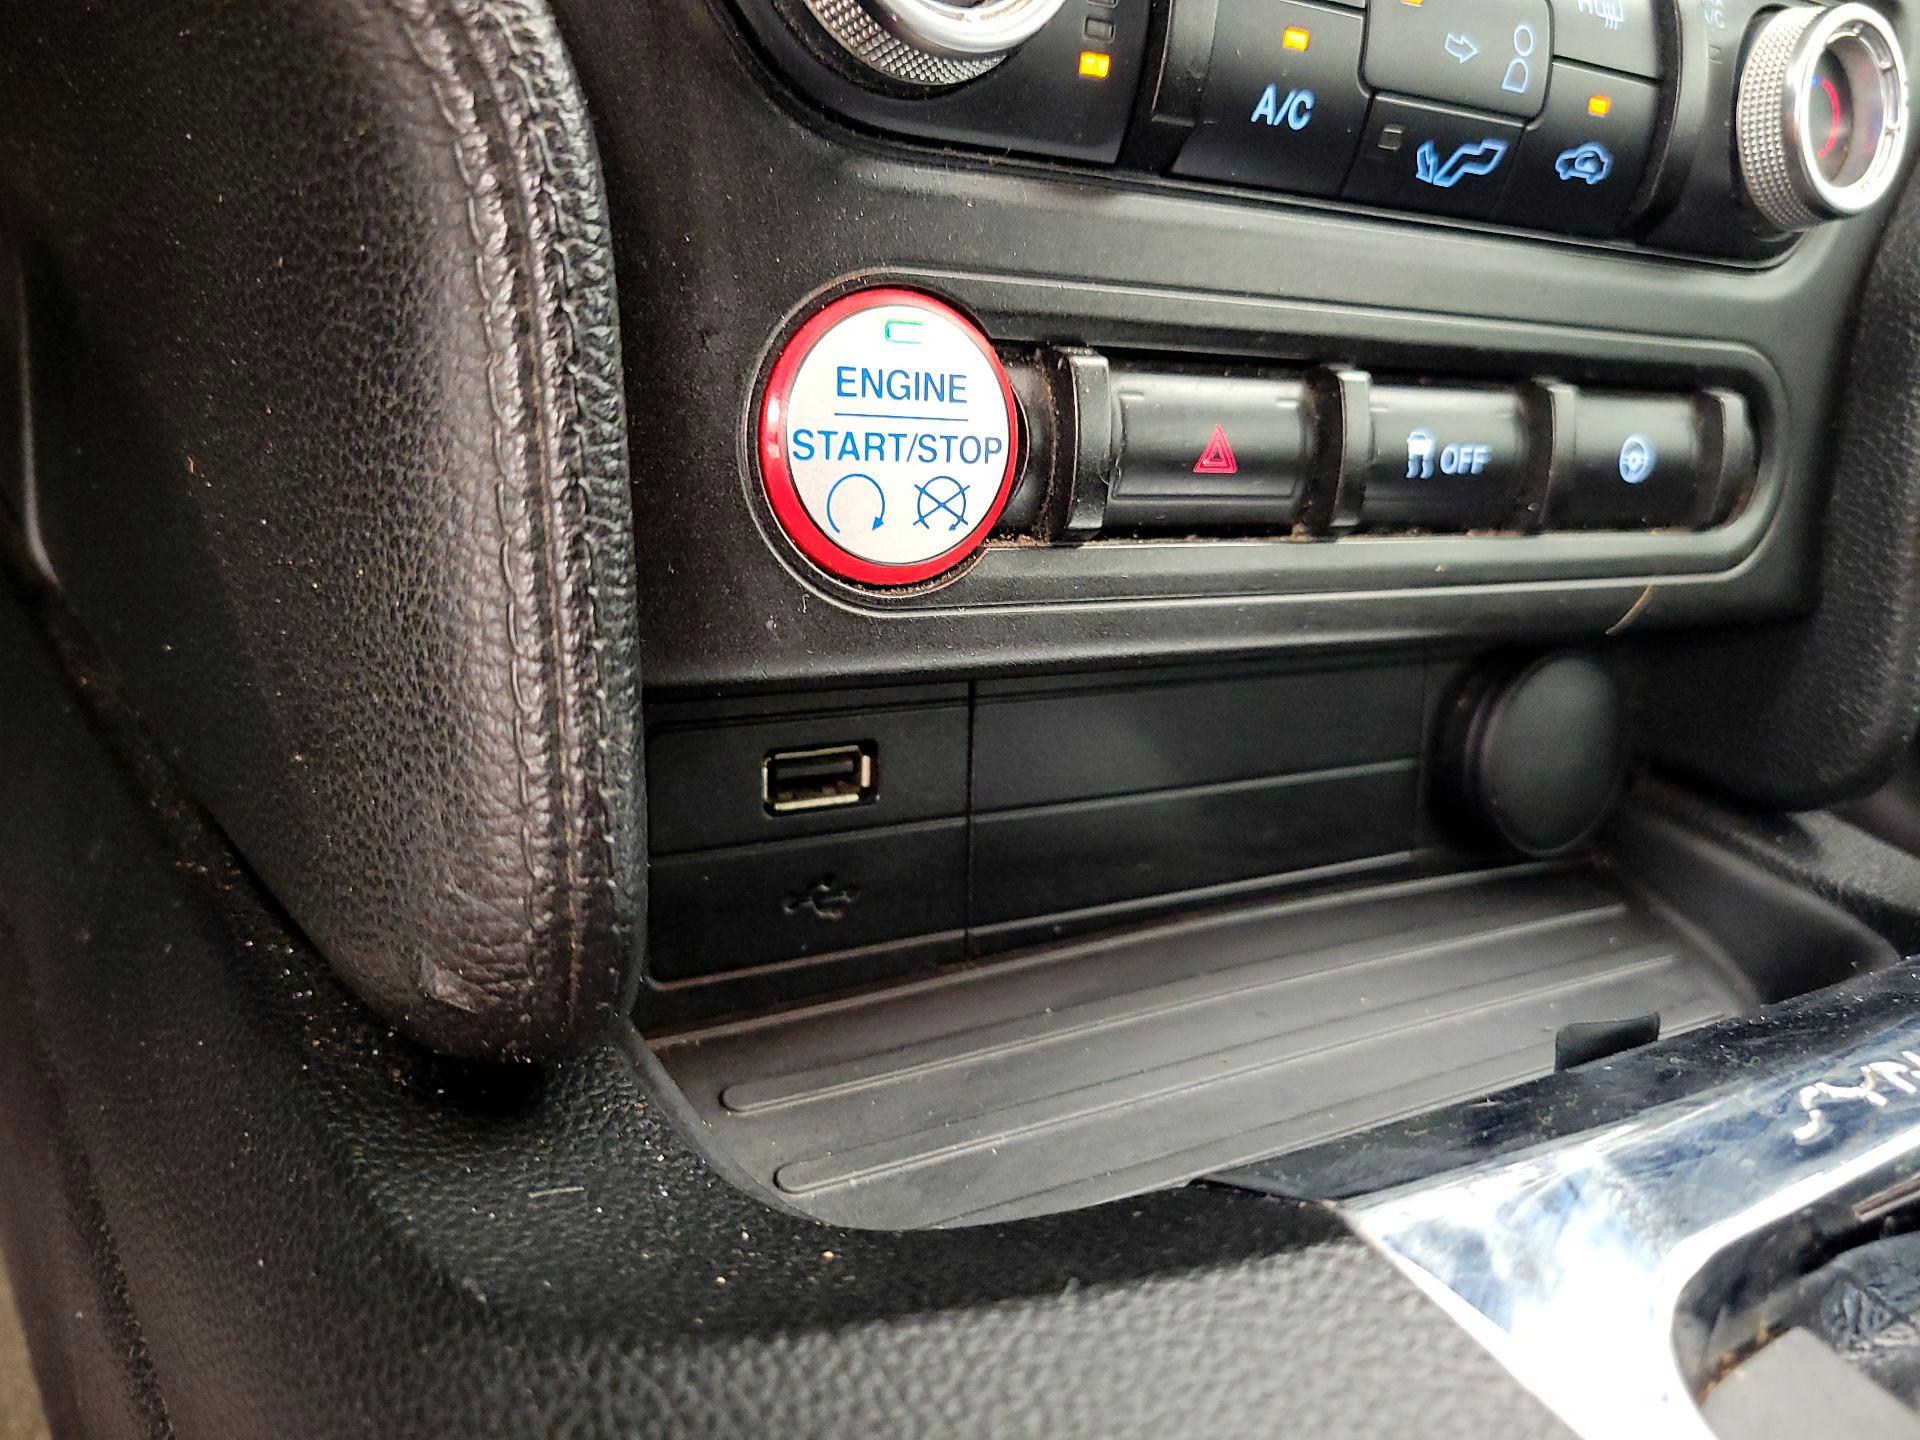 A/C
ENGINE
START/STOP
OFF